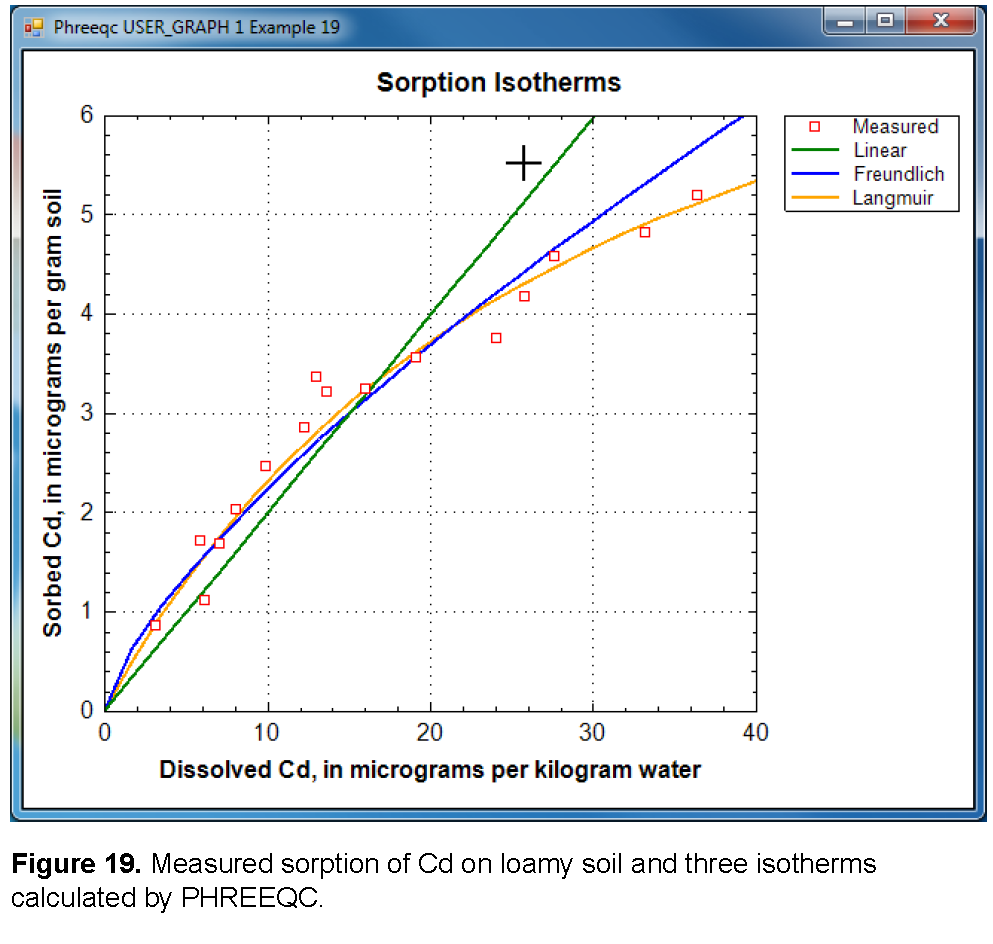 Phreeqc USER_GRAPH 1 Example 19
Sorption Isotherms
Measured
Linear
Freundlich
Langmuir
6
5
4
3
2
1
0
Sorbed Cd, in micrograms per gram soil
0 10 20 30 40
Dissolved Cd, in micrograms per kilogram water
Figure 19. Measured sorption of Cd on loamy soil and three isotherms
calculated by PHREEQC.